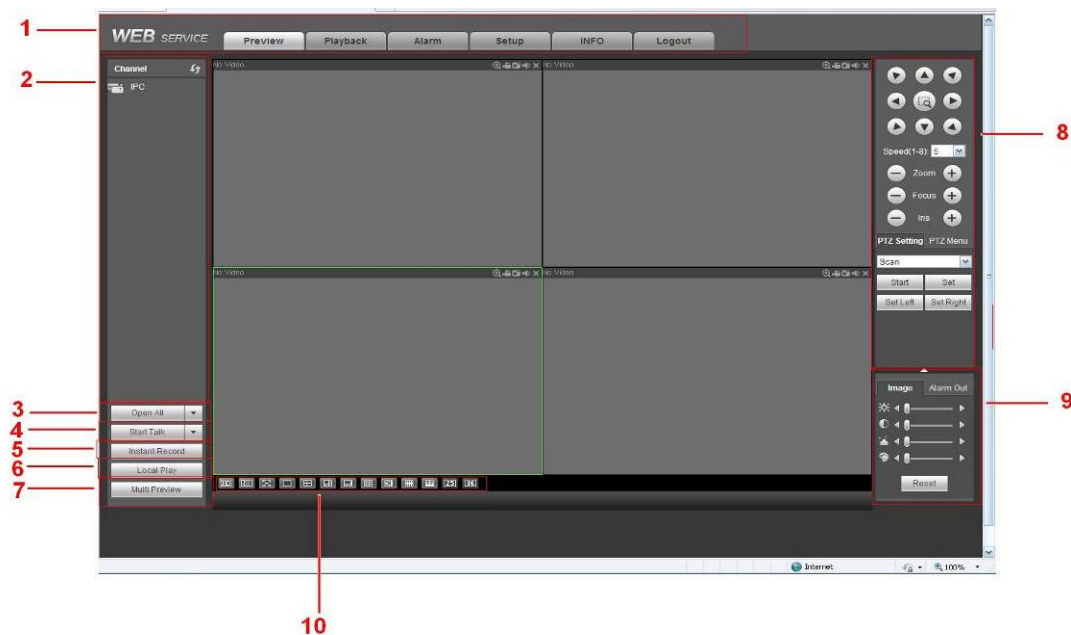 1
WEB SERVICE
Preview
Playback
Alarm
Setup
INFO
Logout
2
Channel
IPC
No Video
No Video
No Video
No Video
8
Speed(1-8): 5
Zoom
Focus
Iris
PTZ Setting
PTZ Menu
Scan
Start
Set
Set Left
Set Right
3
Open All
4
Start Talk
5
Instant Record
6
Local Play
7
Multi Preview
9
Image
Alarm Out
Reset
25
36
10
Internet
100%